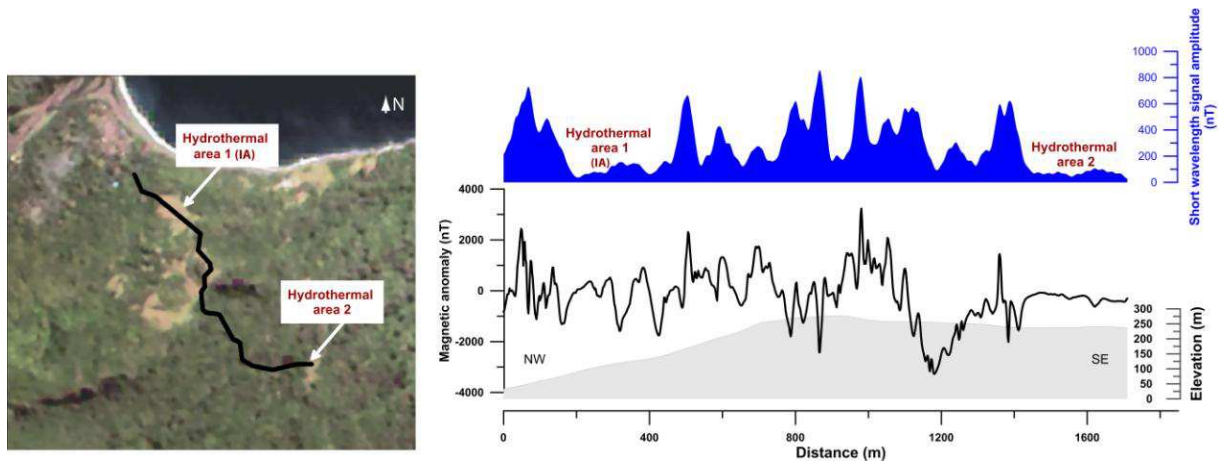 N
Hydrothermal
area 1 (IA)
Hydrothermal
area 2
1000
800
600
400
200
0
Short wavelength signal amplitude
(nT)
Hydrothermal
area 1
(IA)
Hydrothermal
area 2
4000
2000
0
-2000
-4000
Magnetic anomaly (nT)
NW
SE
300
250
200
150
100
50
0
Elevation (m)
0
400
800
1200
1600
Distance (m)